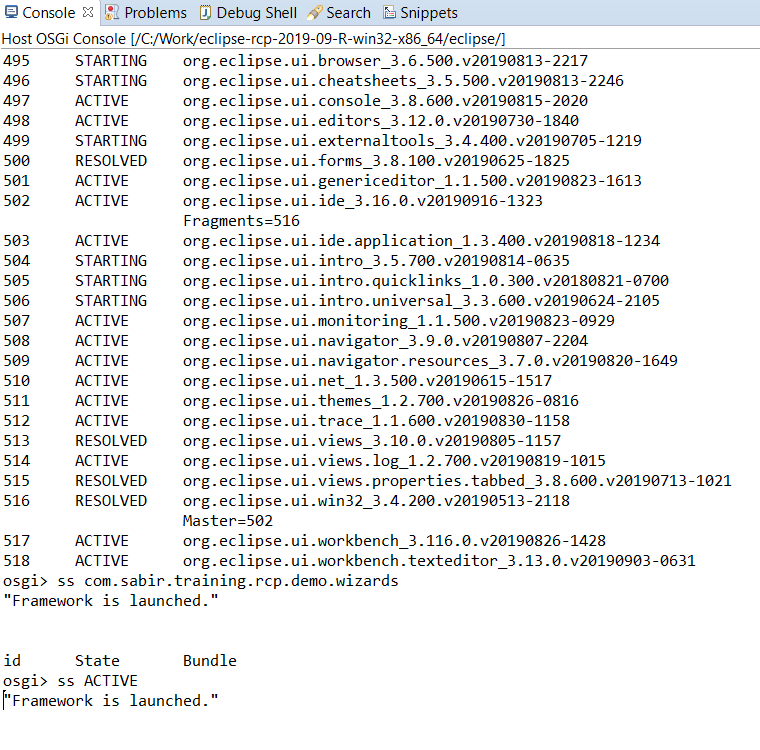 Console Problems Debug Shell Search Snippets
Host OSGi Console [/C:/Work/eclipse-rcp-2019-09-R-win32-x86_64/eclipse/]
495 STARTING org.eclipse.ui.browser_3.6.500.v20190813-2217
496 STARTING org.eclipse.ui.cheatsheets_3.5.500.v20190813-2246
497 ACTIVE org.eclipse.ui.console_3.8.600.v20190815-2020
498 ACTIVE org.eclipse.ui.editors_3.12.0.v20190730-1840
499 STARTING org.eclipse.ui.externaltools_3.4.400.v20190705-1219
500 RESOLVED org.eclipse.ui.forms_3.8.100.v20190625-1825
501 ACTIVE org.eclipse.ui.genericeditor_1.1.500.v20190823-1613
502 ACTIVE org.eclipse.ui.ide_3.16.0.v20190916-1323
Fragments=516
503 ACTIVE org.eclipse.ui.ide.application_1.3.400.v20190818-1234
504 STARTING org.eclipse.ui.intro_3.5.700.v20190814-0635
505 STARTING org.eclipse.ui.intro.quicklinks_1.0.300.v20180821-0700
506 STARTING org.eclipse.ui.intro.universal_3.3.600.v20190624-2105
507 ACTIVE org.eclipse.ui.monitoring_1.1.500.v20190823-0929
508 ACTIVE org.eclipse.ui.navigator_3.9.0.v20190807-2204
509 ACTIVE org.eclipse.ui.navigator.resources_3.7.0.v20190820-1649
510 ACTIVE org.eclipse.ui.net_1.3.500.v20190615-1517
511 ACTIVE org.eclipse.ui.themes_1.2.700.v20190826-0816
512 ACTIVE org.eclipse.ui.trace_1.1.600.v20190830-1158
513 RESOLVED org.eclipse.ui.views_3.10.0.v20190805-1157
514 ACTIVE org.eclipse.ui.views.log_1.2.700.v20190819-1015
515 RESOLVED org.eclipse.ui.views.properties.tabbed_3.8.600.v20190713-1021
516 RESOLVED org.eclipse.ui.win32_3.4.200.v20190513-2118
Master=502
517 ACTIVE org.eclipse.ui.workbench_3.116.0.v20190826-1428
518 ACTIVE org.eclipse.ui.workbench.texteditor_3.13.0.v20190903-0631
osgi> ss com.sabir.training.rcp.demo.wizards
"Framework is launched."
id State Bundle
osgi> ss ACTIVE
"Framework is launched."